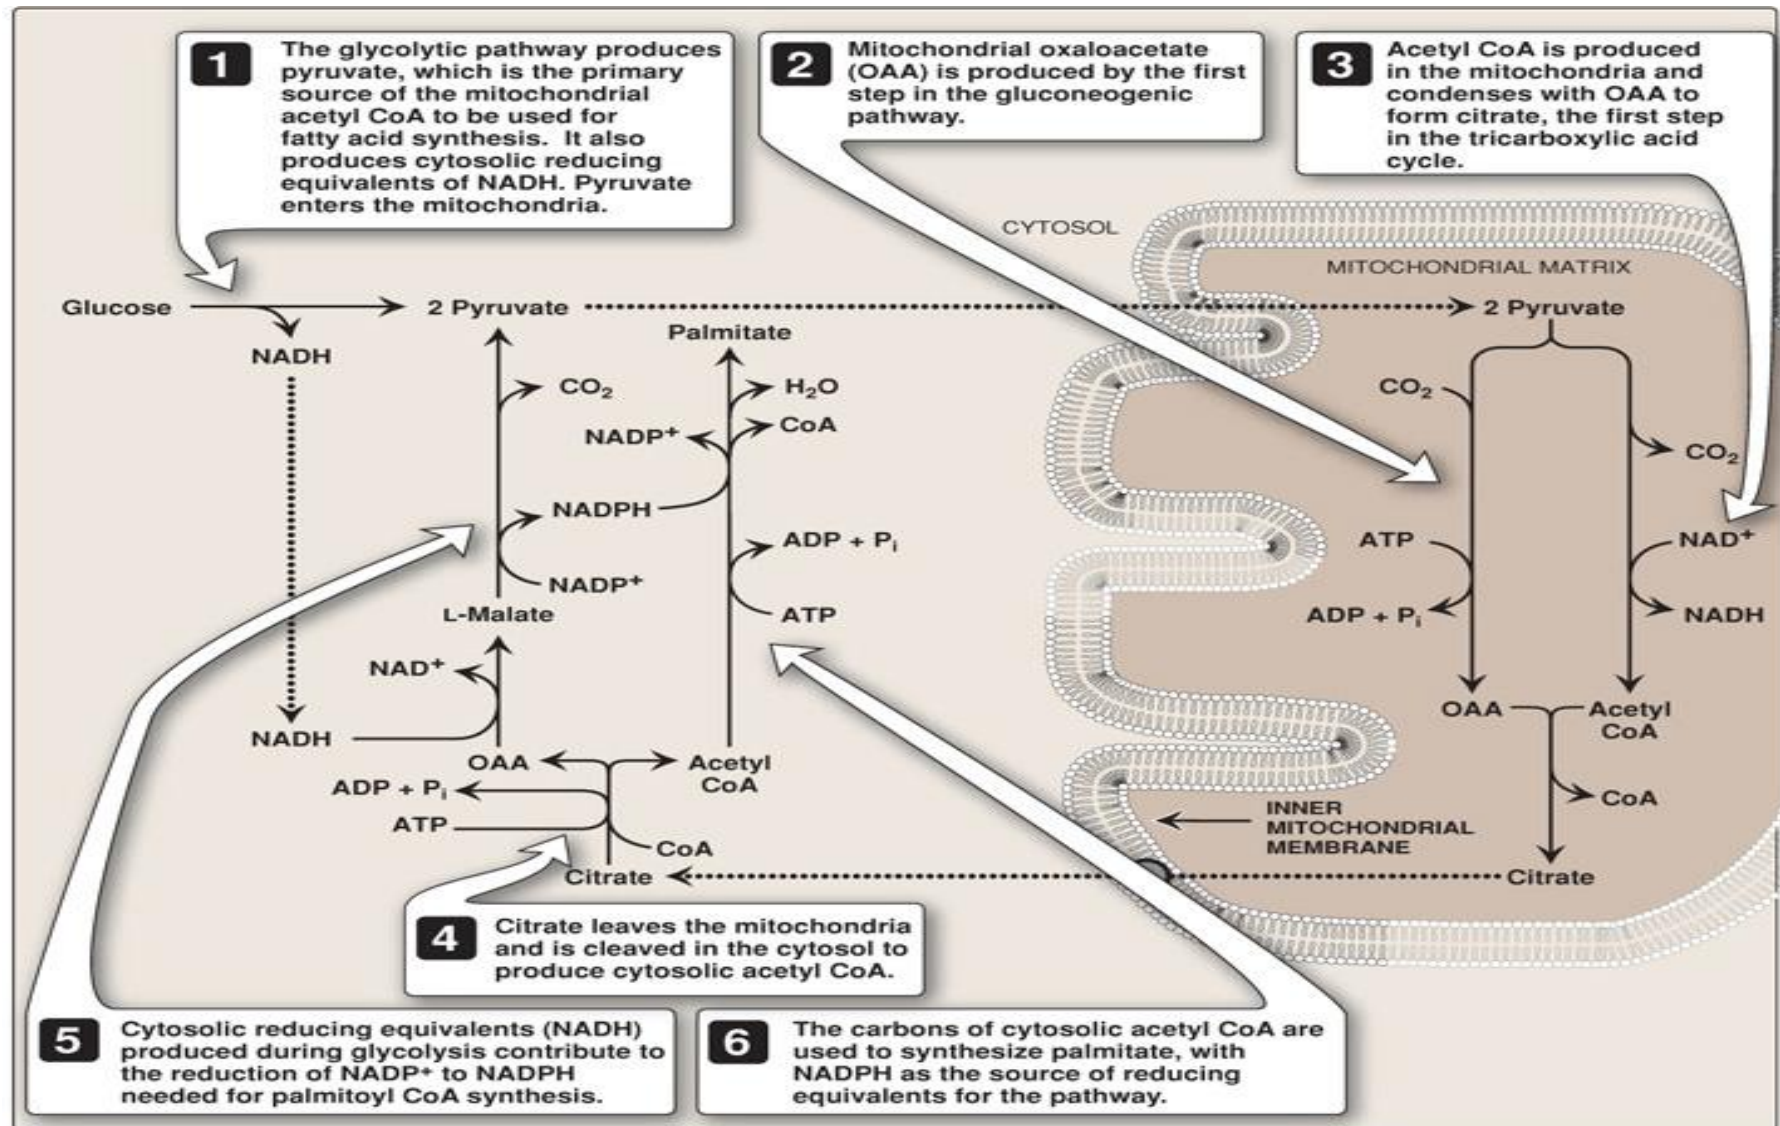 1
The glycolytic pathway produces
pyruvate, which is the primary
source of the mitochondrial
acetyl CoA to be used for
fatty acid synthesis. It also
produces cytosolic reducing
equivalents of NADH. Pyruvate
enters the mitochondria.
2
Mitochondrial oxaloacetate
(OAA) is produced by the first
step in the gluconeogenic
pathway.
3
Acetyl CoA is produced
in the mitochondria and
condenses with OAA to
form citrate, the first step
in the tricarboxylic acid
cycle.
CYTOSOL
MITOCHONDRIAL MATRIX
Glucose
2 Pyruvate
2 Pyruvate
NADH
Palmitate
CO₂
H₂O
CoA
NADP⁺
NADPH
ADP + Pᵢ
NADP⁺
ATP
L-Malate
NAD⁺
NADH
OAA
Acetyl
CoA
ADP + Pᵢ
ATP
CoA
Citrate
CO₂
CO₂
ATP
NAD⁺
ADP + Pᵢ
NADH
OAA
Acetyl
CoA
CoA
INNER
MITOCHONDRIAL
MEMBRANE
Citrate
4
Citrate leaves the mitochondria
and is cleaved in the cytosol to
produce cytosolic acetyl CoA.
5
Cytosolic reducing equivalents (NADH)
produced during glycolysis contribute to
the reduction of NADP⁺ to NADPH
needed for palmitoyl CoA synthesis.
6
The carbons of cytosolic acetyl CoA are
used to synthesize palmitate, with
NADPH as the source of reducing
equivalents for the pathway.